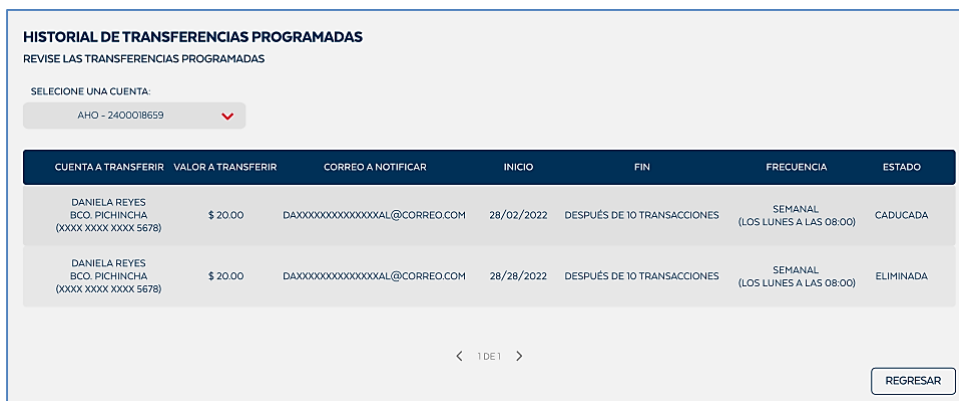 HISTORIAL DE TRANSFERENCIAS PROGRAMADAS
REVISE LAS TRANSFERENCIAS PROGRAMADAS
SELECIONE UNA CUENTA:
AHO - 2400018659
CUENTA A TRANSFERIR VALOR A TRANSFERIR CORREO A NOTIFICAR INICIO FIN FRECUENCIA ESTADO
DANIELA REYES
BCO. PICHINCHA
(XXXX XXXX XXXX 5678)
$ 20.00
DAXXXXXXXXXXXXXXAL@CORREO.COM
28/02/2022
DESPUÉS DE 10 TRANSACCIONES
SEMANAL
(LOS LUNES A LAS 08:00)
CADUCADA
DANIELA REYES
BCO. PICHINCHA
(XXXX XXXX XXXX 5678)
$ 20.00
DAXXXXXXXXXXXXXXAL@CORREO.COM
28/28/2022
DESPUÉS DE 10 TRANSACCIONES
SEMANAL
(LOS LUNES A LAS 08:00)
ELIMINADA
1 DE 1
REGRESAR